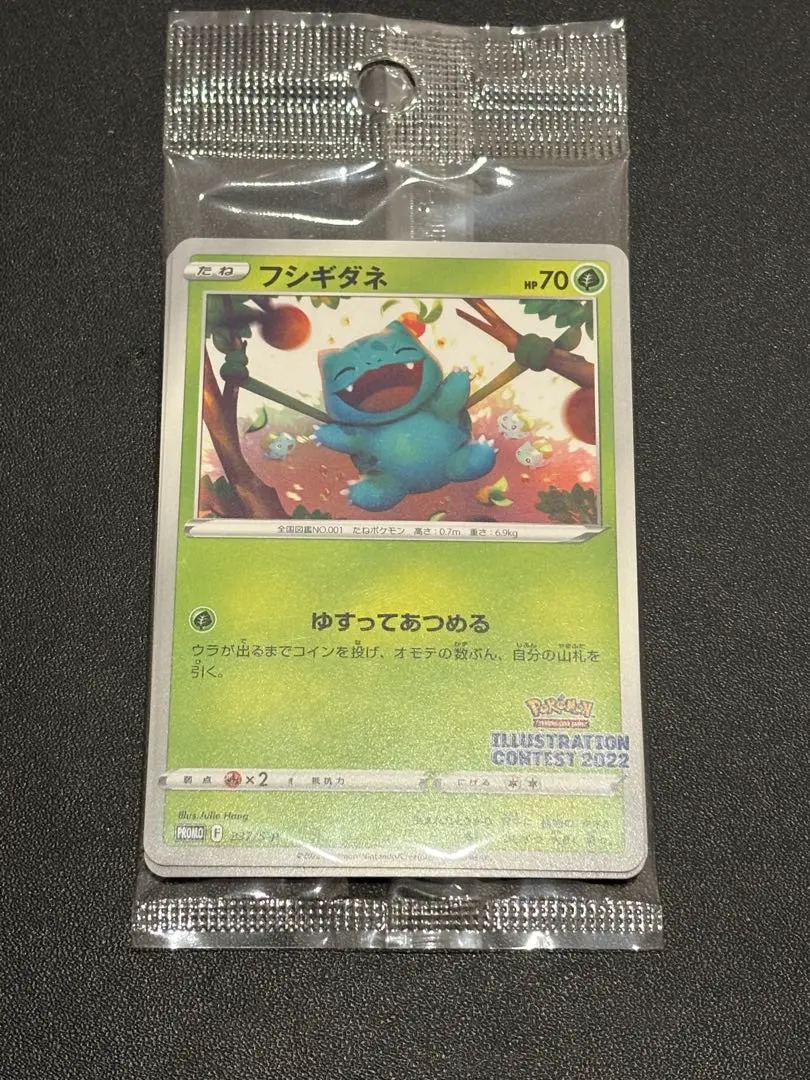 たね フシギダネ HP70
全国図鑑NO.001 たねポケモン 高さ:0.7m 重さ:6.9kg
ゆすってあつめる
ウラが出るまでコインを投げ、オモテの数ぶん、自分の山札を
引く。
POKéMON
TRADING CARD GAME
ILLUSTRATION
CONTEST 2022
弱点 ×2 抵抗力 にげる
Illus. Julie Hang
PROMO F